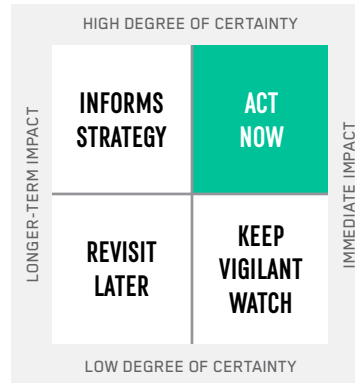 HIGH DEGREE OF CERTAINTY
LONGER-TERM IMPACT
INFORMS
STRATEGY
ACT
NOW
IMMEDIATE IMPACT
REVISIT
LATER
KEEP
VIGILANT
WATCH
LOW DEGREE OF CERTAINTY